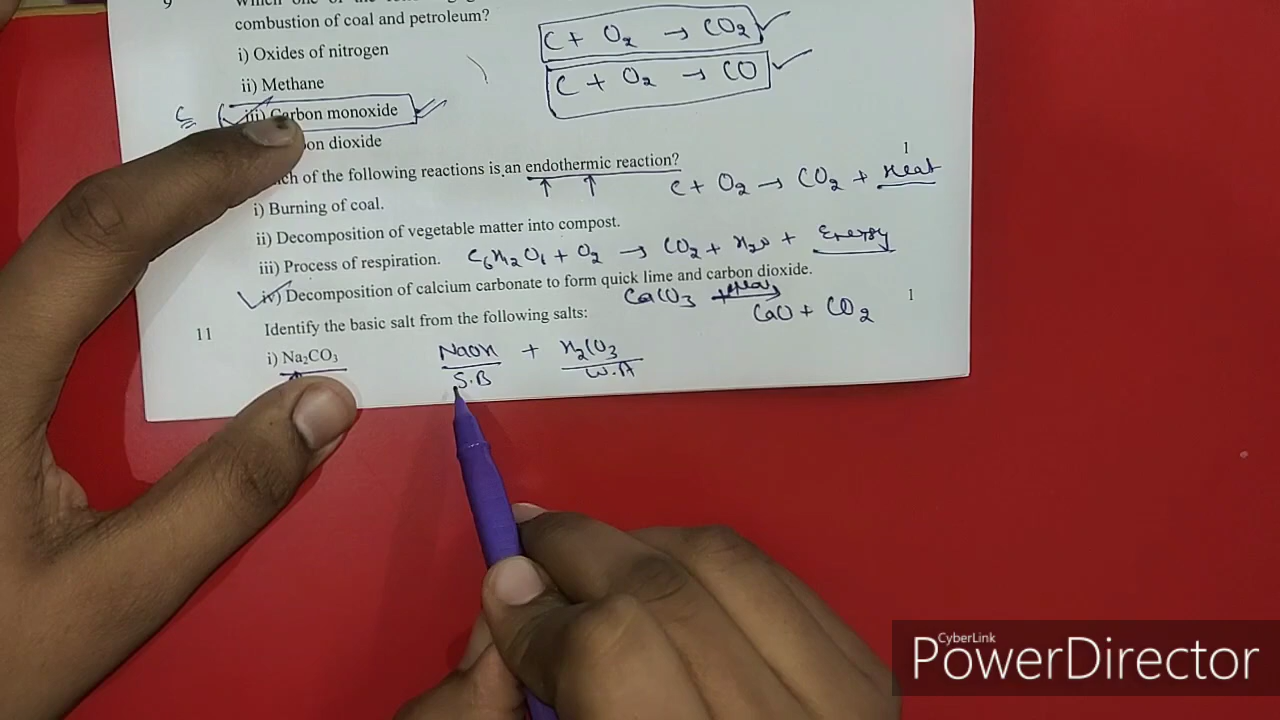 9
combustion of coal and petroleum?
C + O₂ → CO₂
i) Oxides of nitrogen
C + O₂ → CO
ii) Methane
iii) Carbon monoxide
on dioxide
1
of the following reactions is an endothermic reaction?
C + O₂ → CO₂ + Heat
i) Burning of coal.
ii) Decomposition of vegetable matter into compost.
iii) Process of respiration. C₆H₁₂O₁ + O₂ → CO₂ + H₂O + Energy
iv) Decomposition of calcium carbonate to form quick lime and carbon dioxide.
CaCO₃
CaO + CO₂
1
11 Identify the basic salt from the following salts:
i) Na₂CO₃ NaOH + H₂CO₃
S.B W.A
CyberLink
PowerDirector